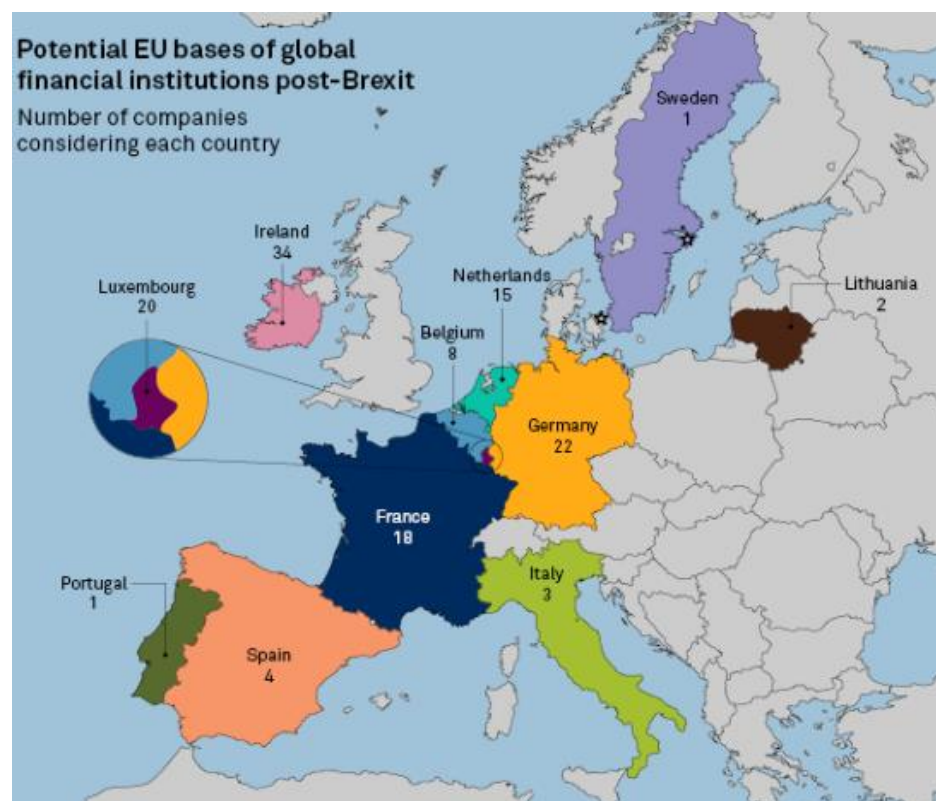 Potential EU bases of global
financial institutions post-Brexit
Number of companies
considering each country
Sweden
1
Ireland
34
Netherlands
15
Lithuania
2
Luxembourg
20
Belgium
8
Germany
22
France
18
Italy
3
Portugal
1
Spain
4